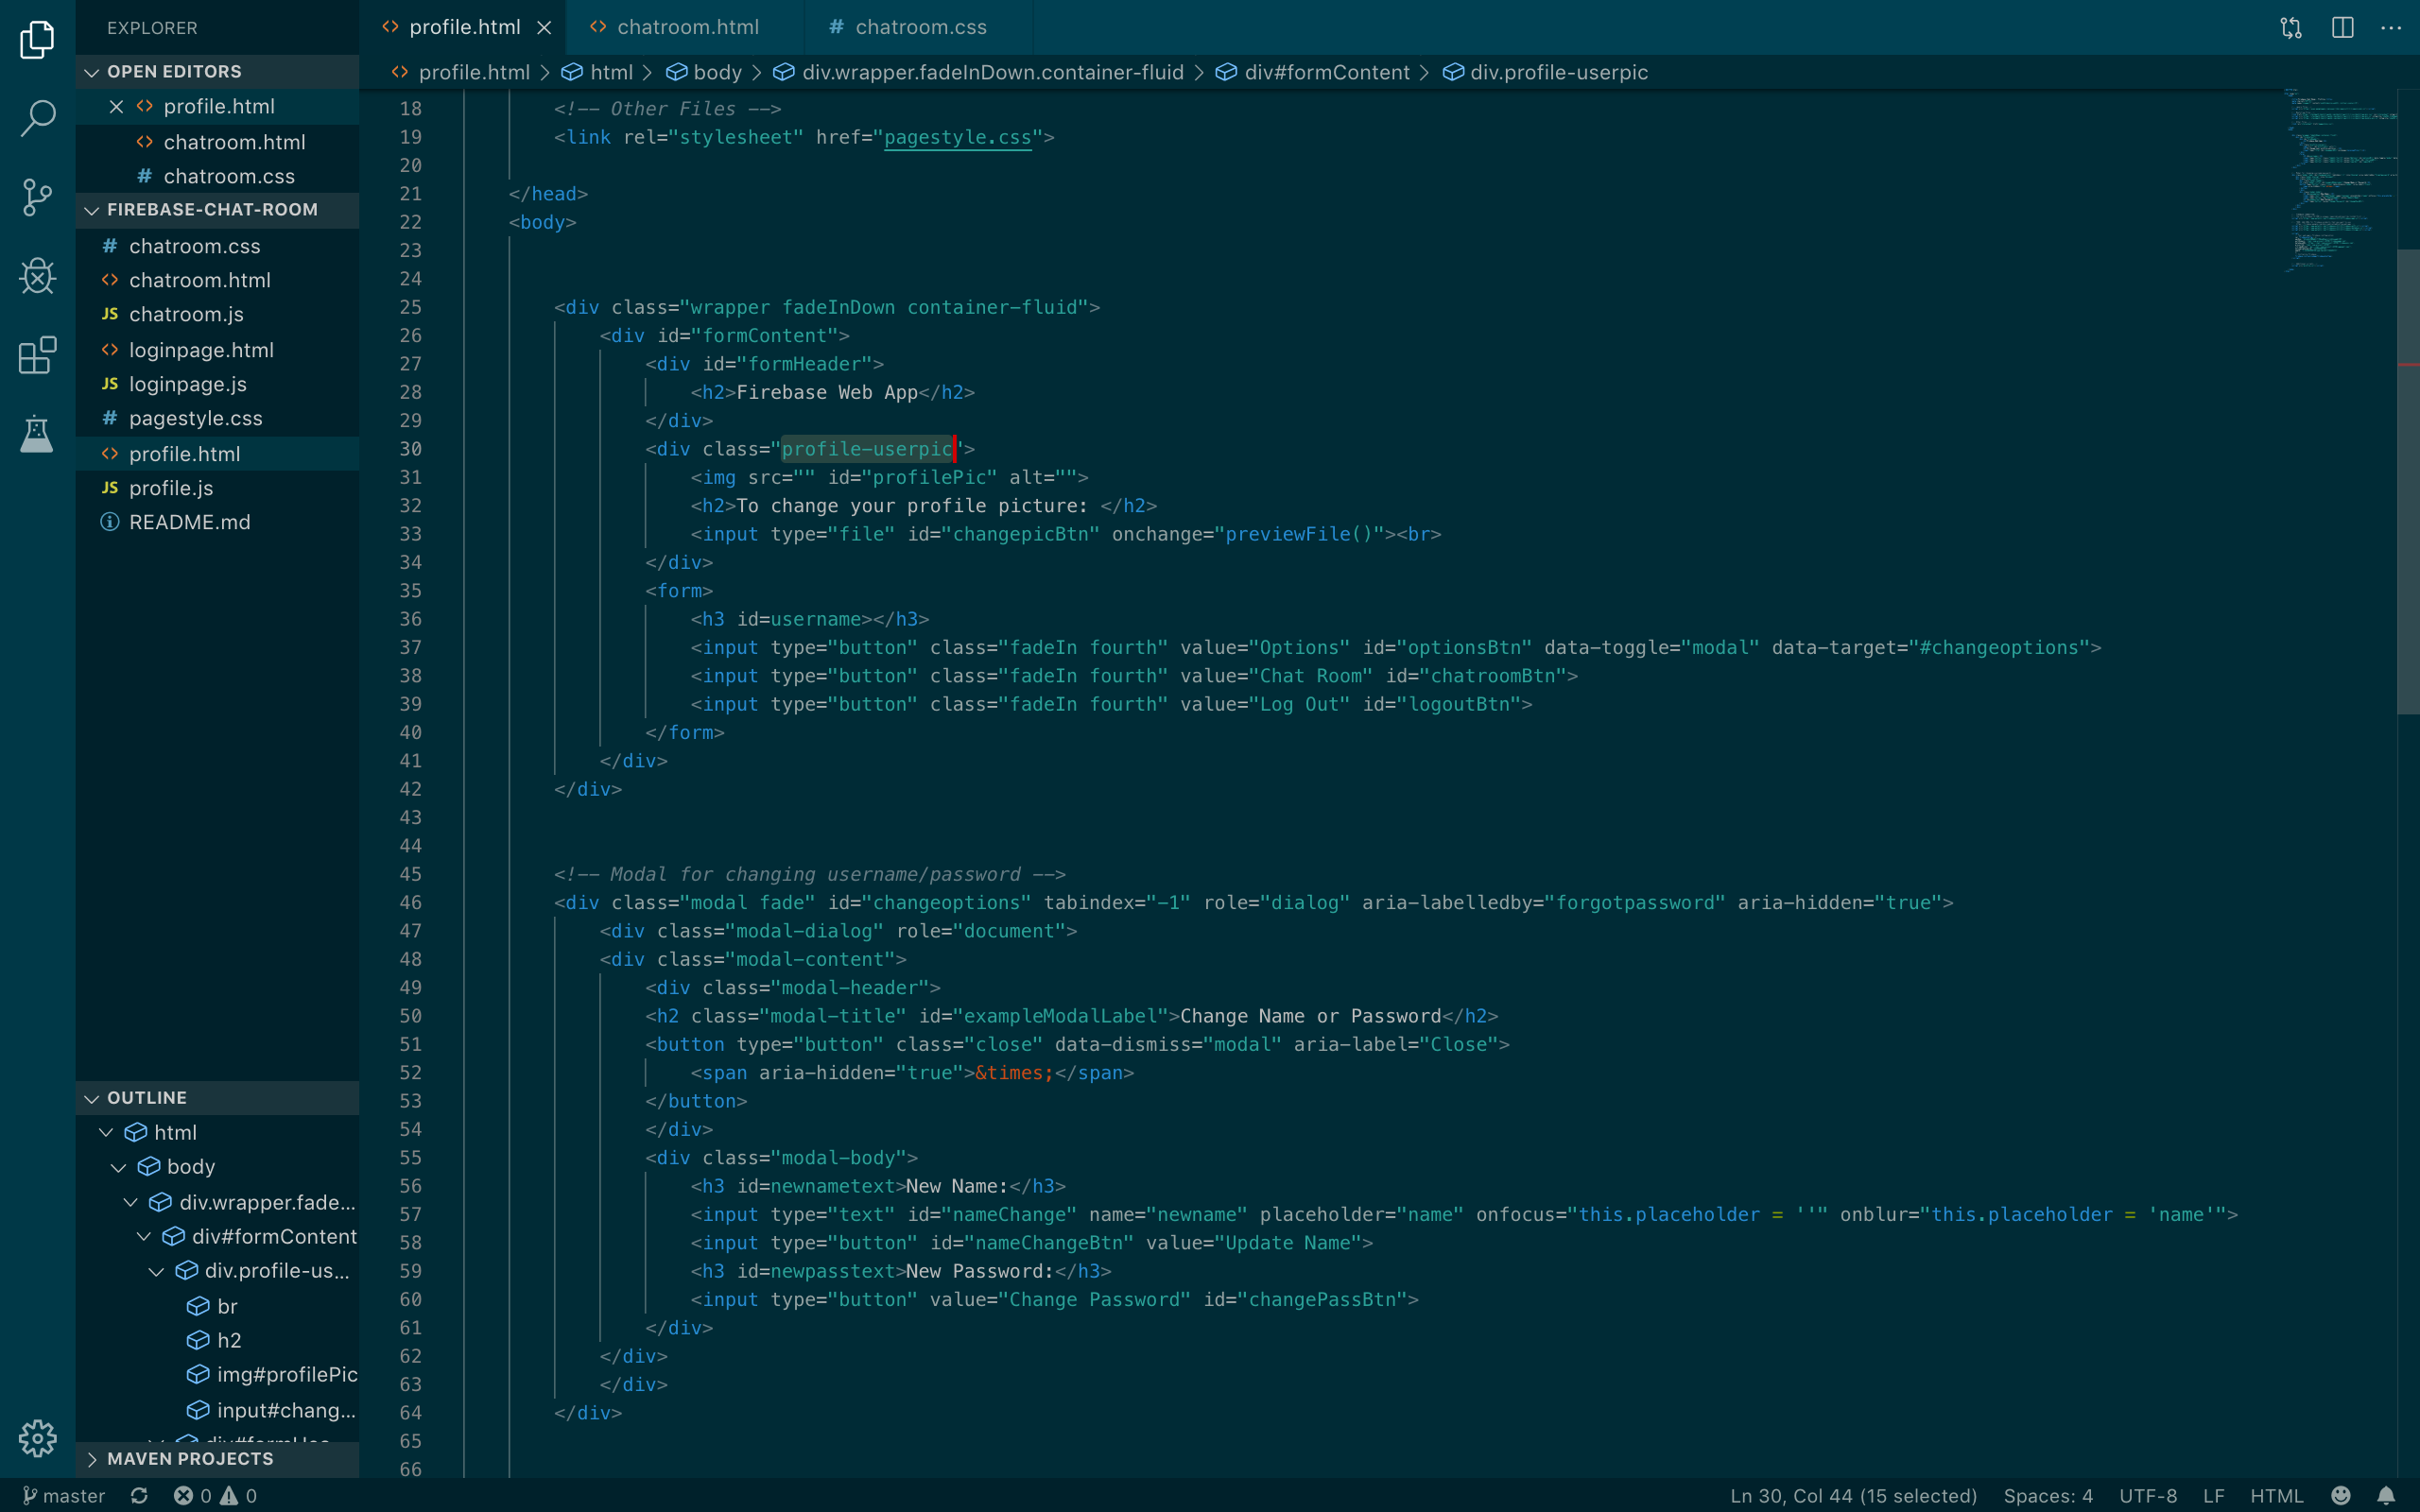 EXPLORER
OPEN EDITORS
profile.html
chatroom.html
chatroom.css
FIREBASE-CHAT-ROOM
chatroom.css
chatroom.html
JS chatroom.js
loginpage.html
JS loginpage.js
pagestyle.css
profile.html
JS profile.js
README.md
OUTLINE
html
body
div.wrapper.fade...
div#formContent
div.profile-us...
br
h2
img#profilePic
input#chang...
MAVEN PROJECTS
profile.html chatroom.html # chatroom.css
profile.html > html > body > div.wrapper.fadeInDown.container-fluid > div#formContent > div.profile-userpic
18 <!-- Other Files -->
19 <link rel="stylesheet" href="pagestyle.css">
20
21 </head>
22 <body>
23
24
25 <div class="wrapper fadeInDown container-fluid">
26 <div id="formContent">
27 <div id="formHeader">
28 <h2>Firebase Web App</h2>
29 </div>
30 <div class="profile-userpic">
31 <img src="" id="profilePic" alt="">
32 <h2>To change your profile picture: </h2>
33 <input type="file" id="changepicBtn" onchange="previewFile()"><br>
34 </div>
35 <form>
36 <h3 id=username></h3>
37 <input type="button" class="fadeIn fourth" value="Options" id="optionsBtn" data-toggle="modal" data-target="#changeoptions">
38 <input type="button" class="fadeIn fourth" value="Chat Room" id="chatroomBtn">
39 <input type="button" class="fadeIn fourth" value="Log Out" id="logoutBtn">
40 </form>
41 </div>
42 </div>
43
44
45 <!-- Modal for changing username/password -->
46 <div class="modal fade" id="changeoptions" tabindex="-1" role="dialog" aria-labelledby="forgotpassword" aria-hidden="true">
47 <div class="modal-dialog" role="document">
48 <div class="modal-content">
49 <div class="modal-header">
50 <h2 class="modal-title" id="exampleModalLabel">Change Name or Password</h2>
51 <button type="button" class="close" data-dismiss="modal" aria-label="Close">
52 <span aria-hidden="true">&times;</span>
53 </button>
54 </div>
55 <div class="modal-body">
56 <h3 id=newnametext>New Name:</h3>
57 <input type="text" id="nameChange" name="newname" placeholder="name" onfocus="this.placeholder = ''" onblur="this.placeholder = 'name'">
58 <input type="button" id="nameChangeBtn" value="Update Name">
59 <h3 id=newpasstext>New Password:</h3>
60 <input type="button" value="Change Password" id="changePassBtn">
61 </div>
62 </div>
63 </div>
64 </div>
65
66
master 0 0 Ln 30, Col 44 (15 selected) Spaces: 4 UTF-8 LF HTML